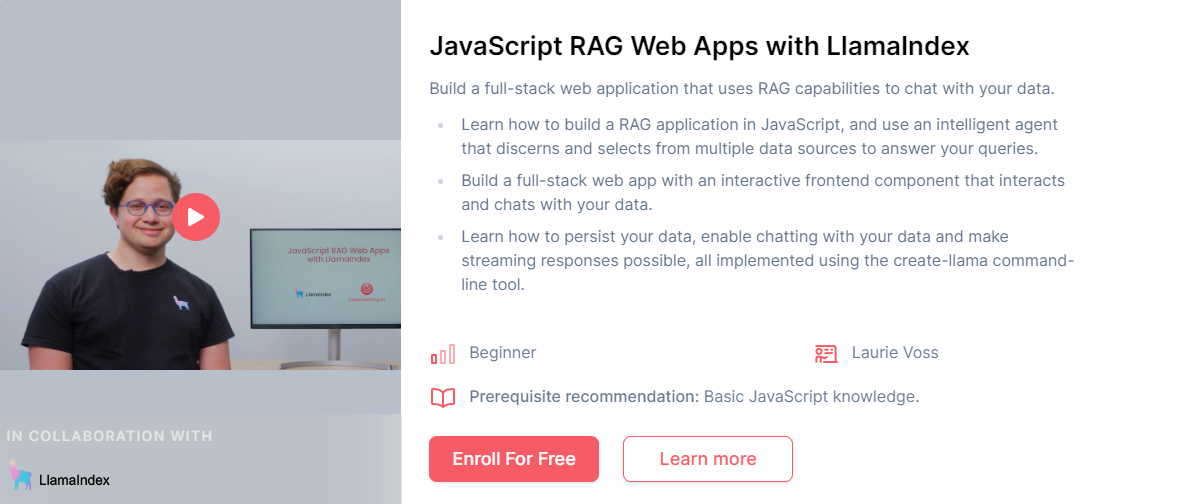 JavaScript RAG Web Apps with LlamaIndex
Build a full-stack web application that uses RAG capabilities to chat with your data.
Learn how to build a RAG application in JavaScript, and use an intelligent agent
that discerns and selects from multiple data sources to answer your queries.
Build a full-stack web app with an interactive frontend component that interacts
and chats with your data.
Learn how to persist your data, enable chatting with your data and make
streaming responses possible, all implemented using the create-llama command-
line tool.
Beginner
Laurie Voss
Prerequisite recommendation: Basic JavaScript knowledge.
Enroll For Free
Learn more
JavaScript RAG Web Apps
with LlamaIndex
LlamaIndex
DeepLearning.AI
IN COLLABORATION WITH
LlamaIndex